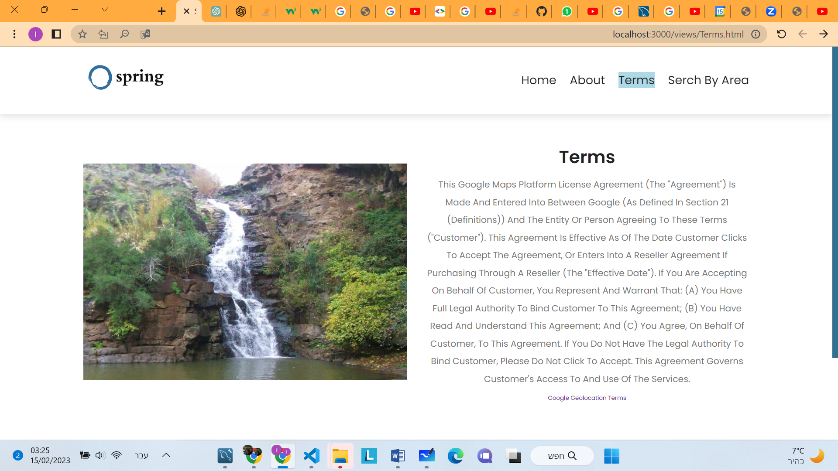 localhost:3000/views/Terms.html
spring
Home About Terms Serch By Area
Terms
This Google Maps Platform License Agreement (The "Agreement") Is
Made And Entered Into Between Google (As Defined In Section 21
(Definitions)) And The Entity Or Person Agreeing To These Terms
("Customer"). This Agreement Is Effective As Of The Date Customer Clicks
To Accept The Agreement, Or Enters Into A Reseller Agreement If
Purchasing Through A Reseller (The "Effective Date"). If You Are Accepting
On Behalf Of Customer, You Represent And Warrant That: (A) You Have
Full Legal Authority To Bind Customer To This Agreement; (B) You Have
Read And Understand This Agreement; And (C) You Agree, On Behalf Of
Customer, To This Agreement. If You Do Not Have The Legal Authority To
Bind Customer, Please Do Not Click To Accept. This Agreement Governs
Customer's Access To And Use Of The Services.
Google Geolocation Terms
2
03:25
15/02/2023
עבר
חפש
7°C
בהיר